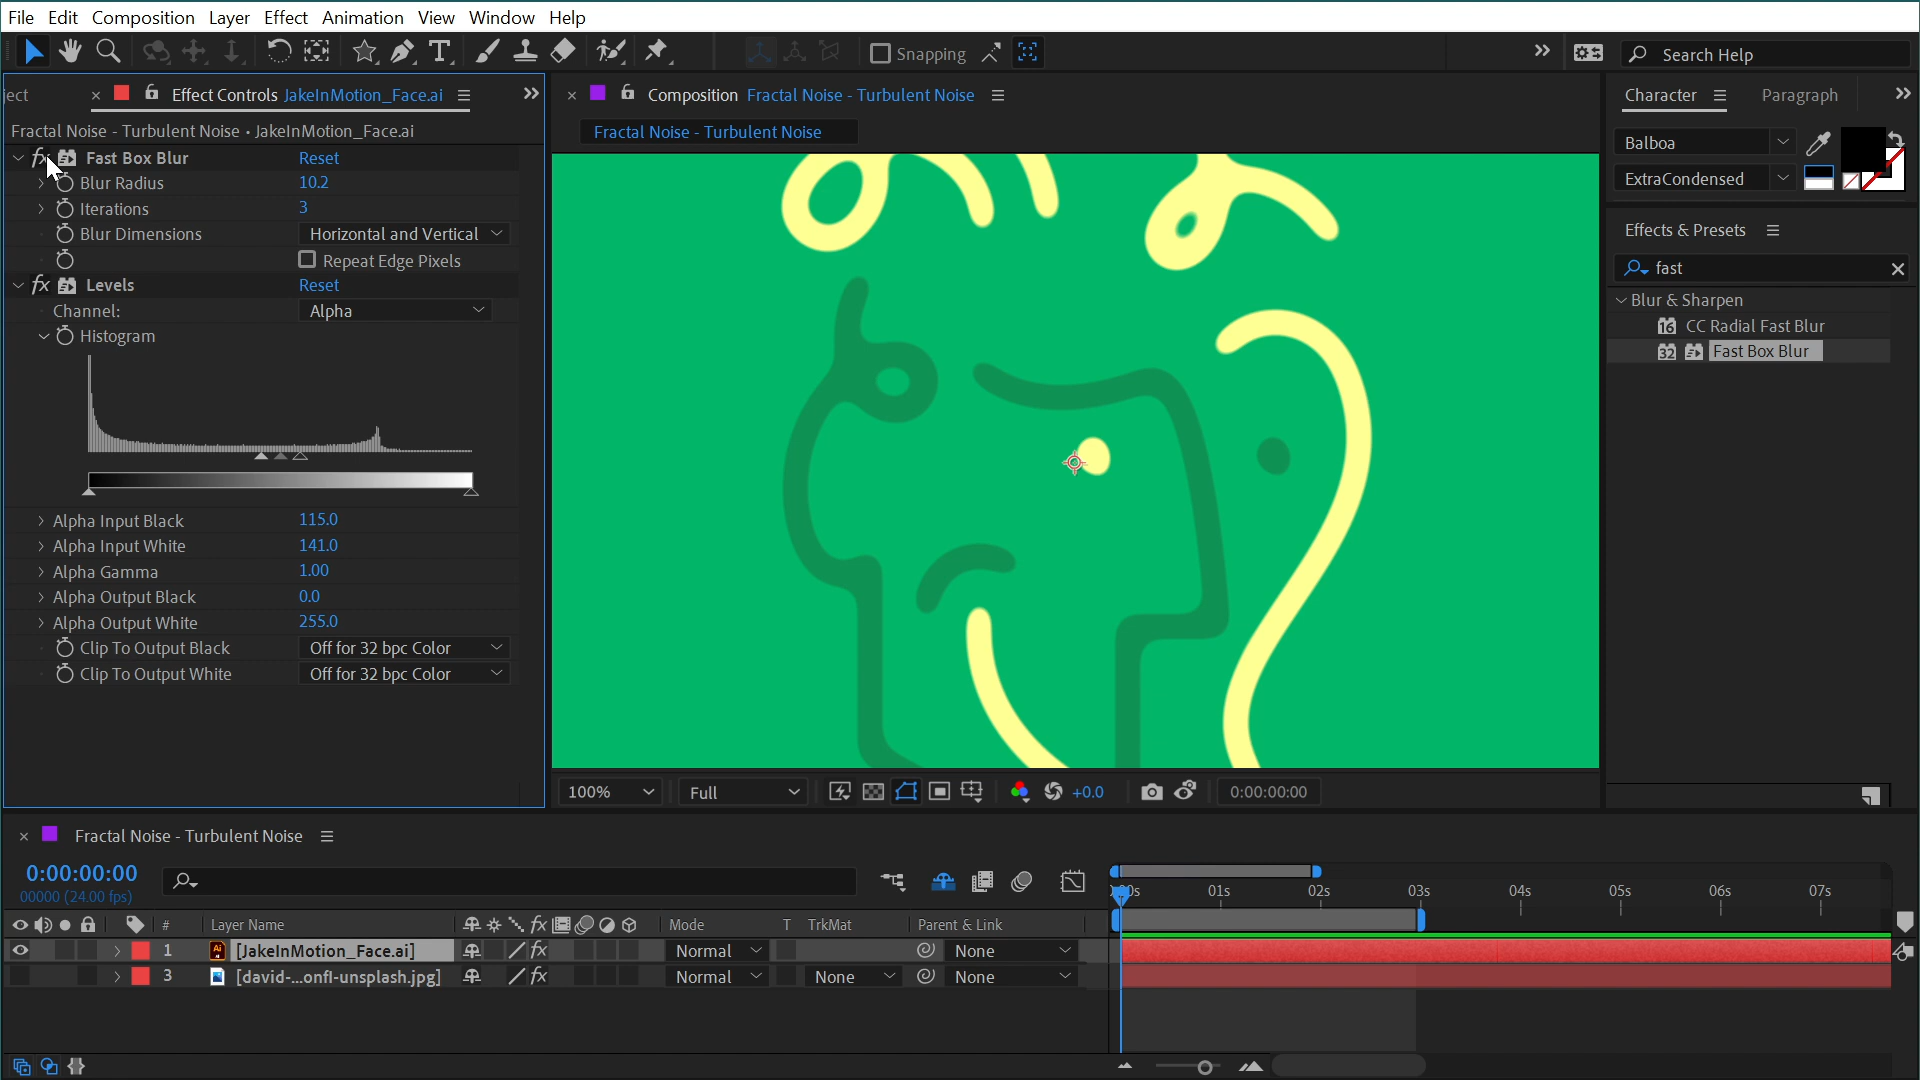 File Edit Composition Layer Effect Animation View Window Help
Snapping
Search Help
ject
Effect Controls JakeInMotion_Face.ai
Fractal Noise - Turbulent Noise • JakeInMotion_Face.ai
fx Fast Box Blur Reset
Blur Radius 10.2
Iterations 3
Blur Dimensions Horizontal and Vertical
Repeat Edge Pixels
fx Levels Reset
Channel: Alpha
Histogram
Alpha Input Black 115.0
Alpha Input White 141.0
Alpha Gamma 1.00
Alpha Output Black 0.0
Alpha Output White 255.0
Clip To Output Black Off for 32 bpc Color
Clip To Output White Off for 32 bpc Color
Composition Fractal Noise - Turbulent Noise
Fractal Noise - Turbulent Noise
100% Full +0.0 0:00:00:00
Character Paragraph
Balboa
ExtraCondensed
Effects & Presets
fast
Blur & Sharpen
16 CC Radial Fast Blur
32 Fast Box Blur
Fractal Noise - Turbulent Noise
0:00:00:00
00000 (24.00 fps)
01s 02s 03s 04s 05s 06s 07s
# Layer Name fx Mode T TrkMat Parent & Link
1 Ai [JakeInMotion_Face.ai] fx Normal None
3 [david-...onfl-unsplash.jpg] fx Normal None None